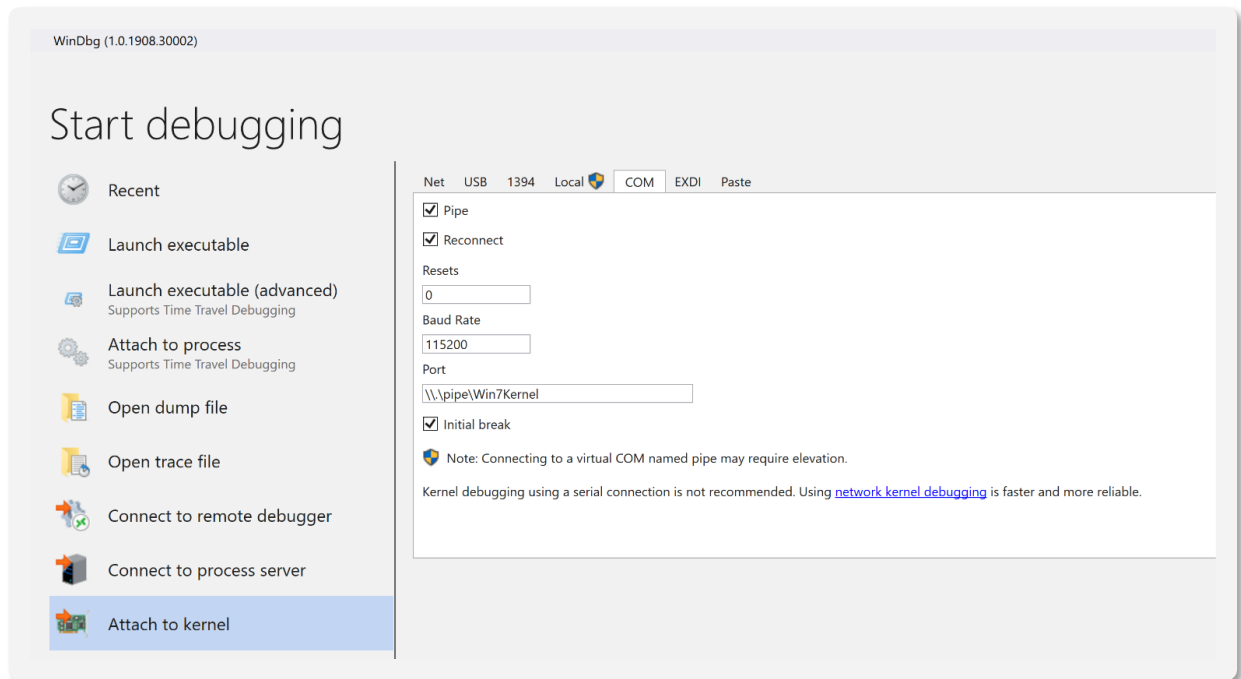 WinDbg (1.0.1908.30002)
Start debugging
Recent
Launch executable
Launch executable (advanced)
Supports Time Travel Debugging
Attach to process
Supports Time Travel Debugging
Open dump file
Open trace file
Connect to remote debugger
Connect to process server
Attach to kernel
Net USB 1394 Local COM EXDI Paste
Pipe
Reconnect
Resets
0
Baud Rate
115200
Port
\\.\pipe\Win7Kernel
Initial break
Note: Connecting to a virtual COM named pipe may require elevation.
Kernel debugging using a serial connection is not recommended. Using network kernel debugging is faster and more reliable.